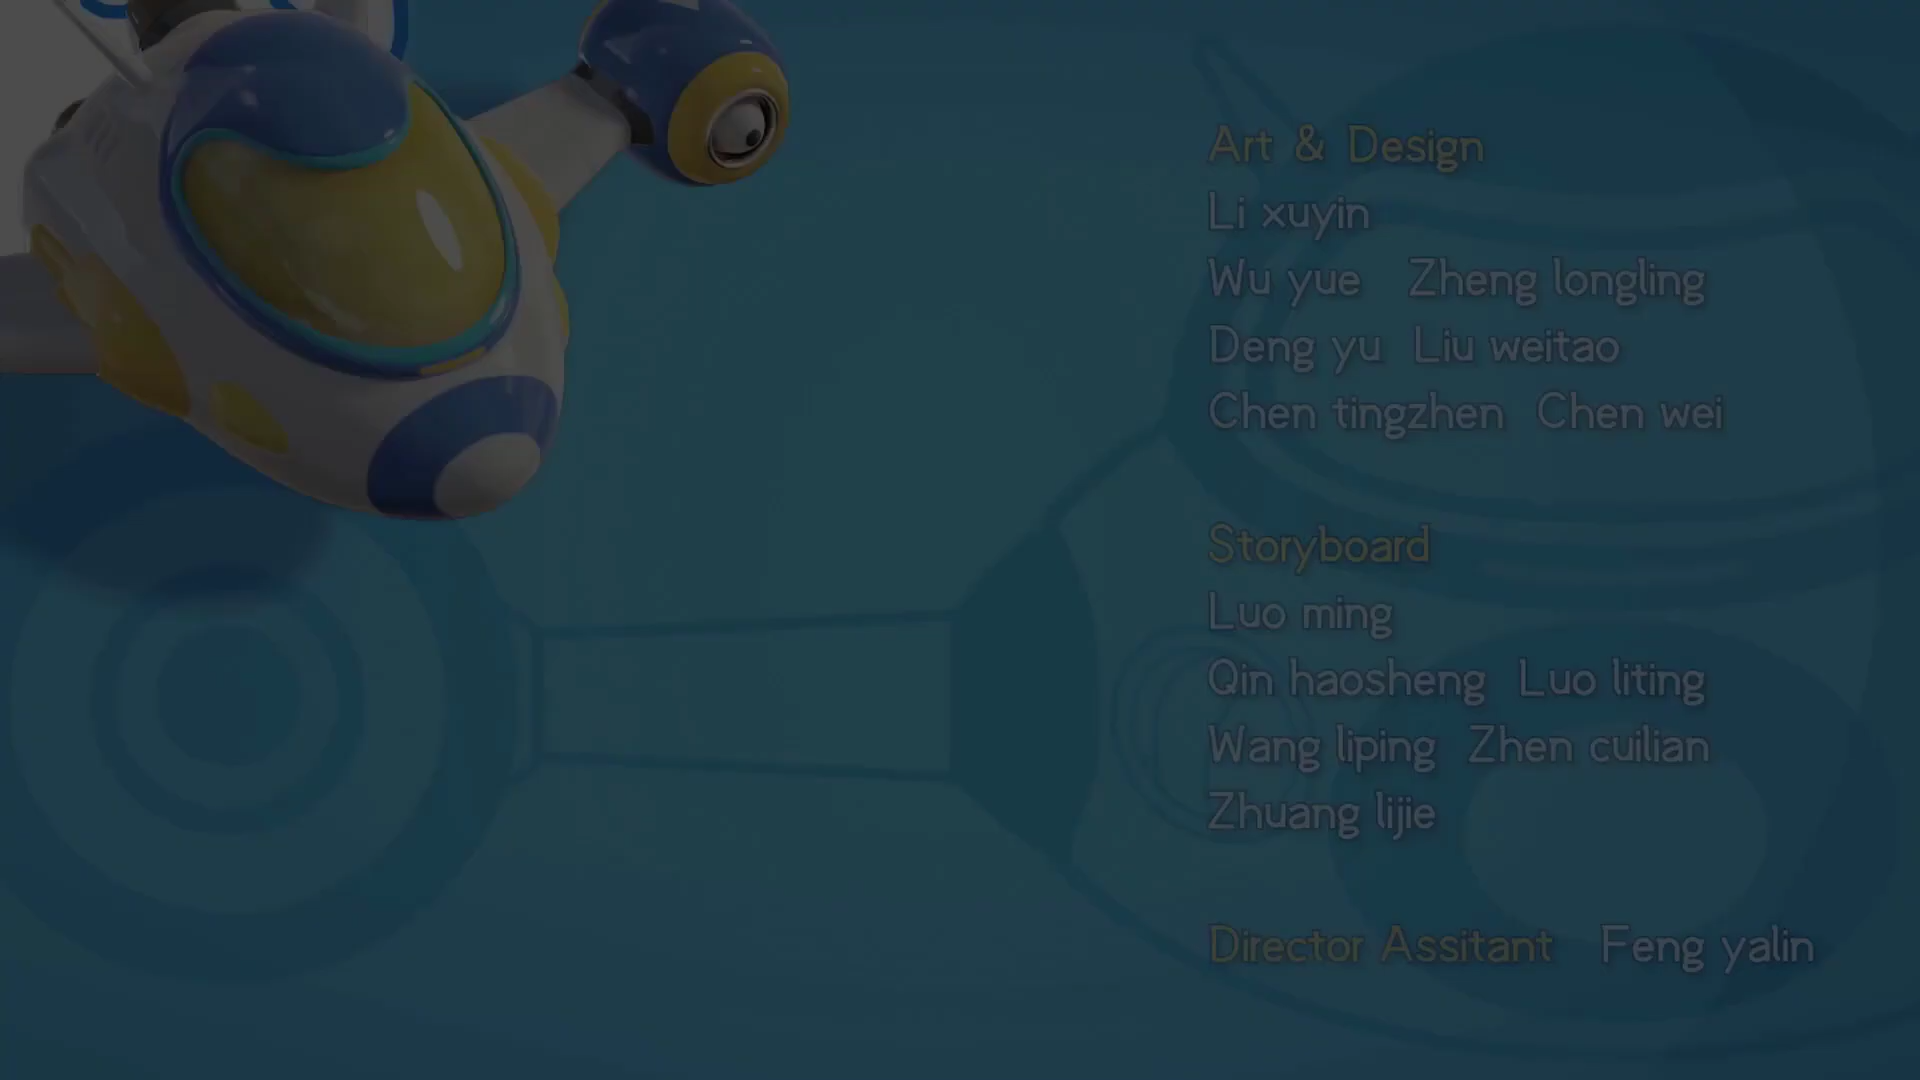 Art & Design
Li xuyin
Wu yue Zheng longling
Deng yu Liu weitao
Chen tingzhen Chen wei
Storyboard
Luo ming
Qin haosheng Luo liting
Wang liping Zhen cuilian
Zhuang lijie
Director Assitant Feng yalin